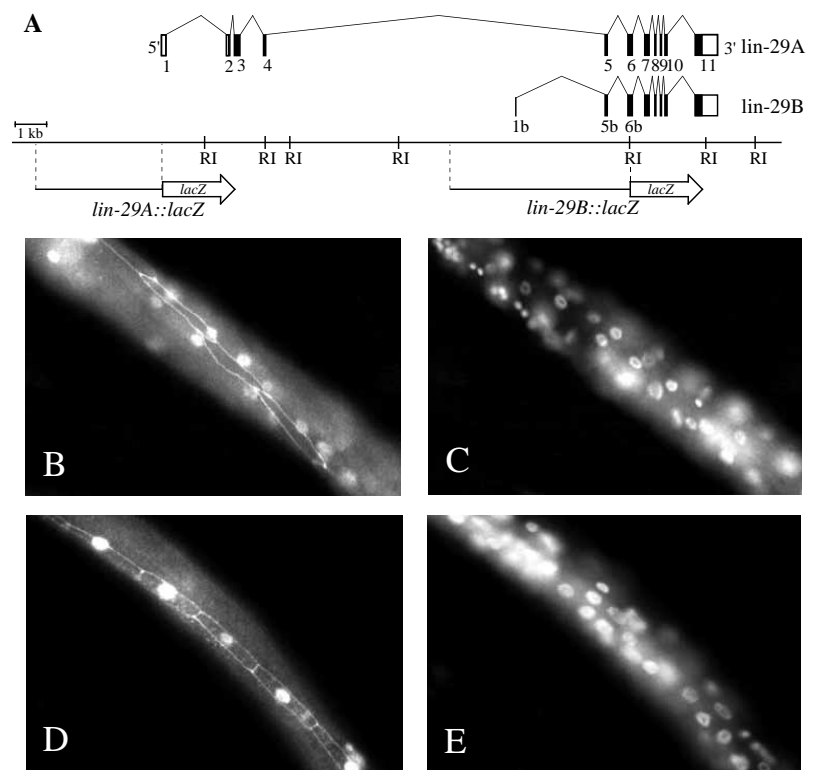 A
5' 3' lin-29A
1 2 3 4 5 6 7 8 9 10 11
lin-29B
1b 5b 6b
1 kb
RI RI RI RI RI RI RI
lacZ lacZ
lin-29A::lacZ lin-29B::lacZ
B C
D E